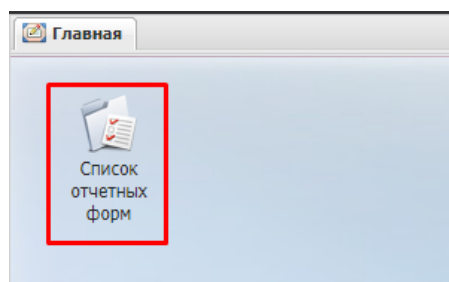 Главная
Список
отчетных
форм